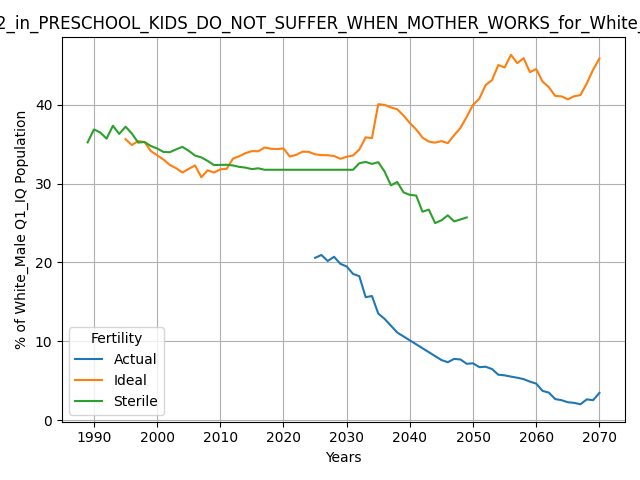 2_in_PRESCHOOL_KIDS_DO_NOT_SUFFER_WHEN_MOTHER_WORKS_for_White_
% of White_Male Q1_IQ Population
40
30
20
10
0
Fertility
Actual
Ideal
Sterile
1990 2000 2010 2020 2030 2040 2050 2060 2070
Years